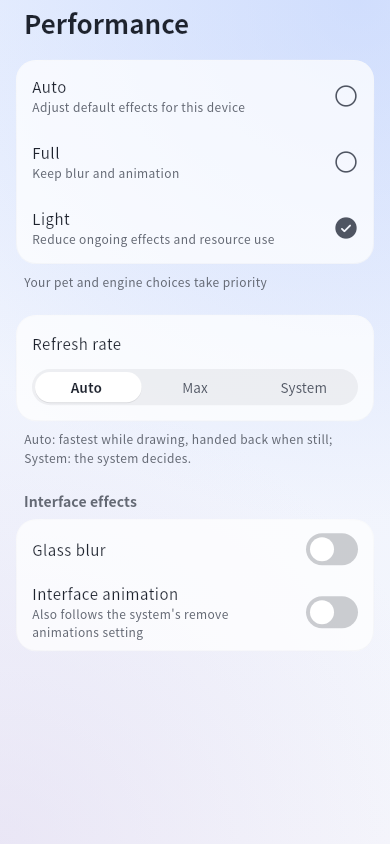 Performance
Auto
Adjust default effects for this device
Full
Keep blur and animation
Light
Reduce ongoing effects and resource use
Your pet and engine choices take priority
Refresh rate
Auto Max System
Auto: fastest while drawing, handed back when still;
System: the system decides.
Interface effects
Glass blur
Interface animation
Also follows the system's remove
animations setting